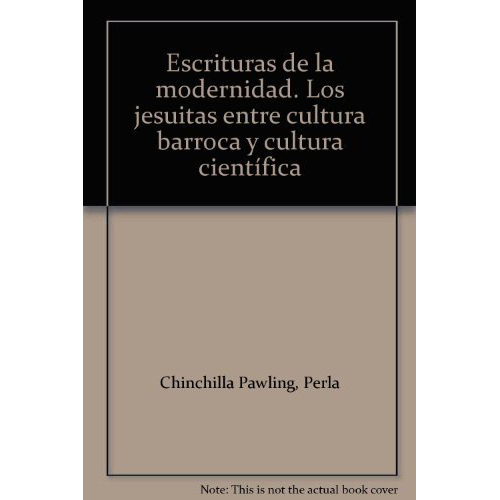 Escrituras de la
modernidad. Los
jesuitas entre cultura
barroca y cultura
científica
Chinchilla Pawling, Perla
Note: This is not the actual book cover